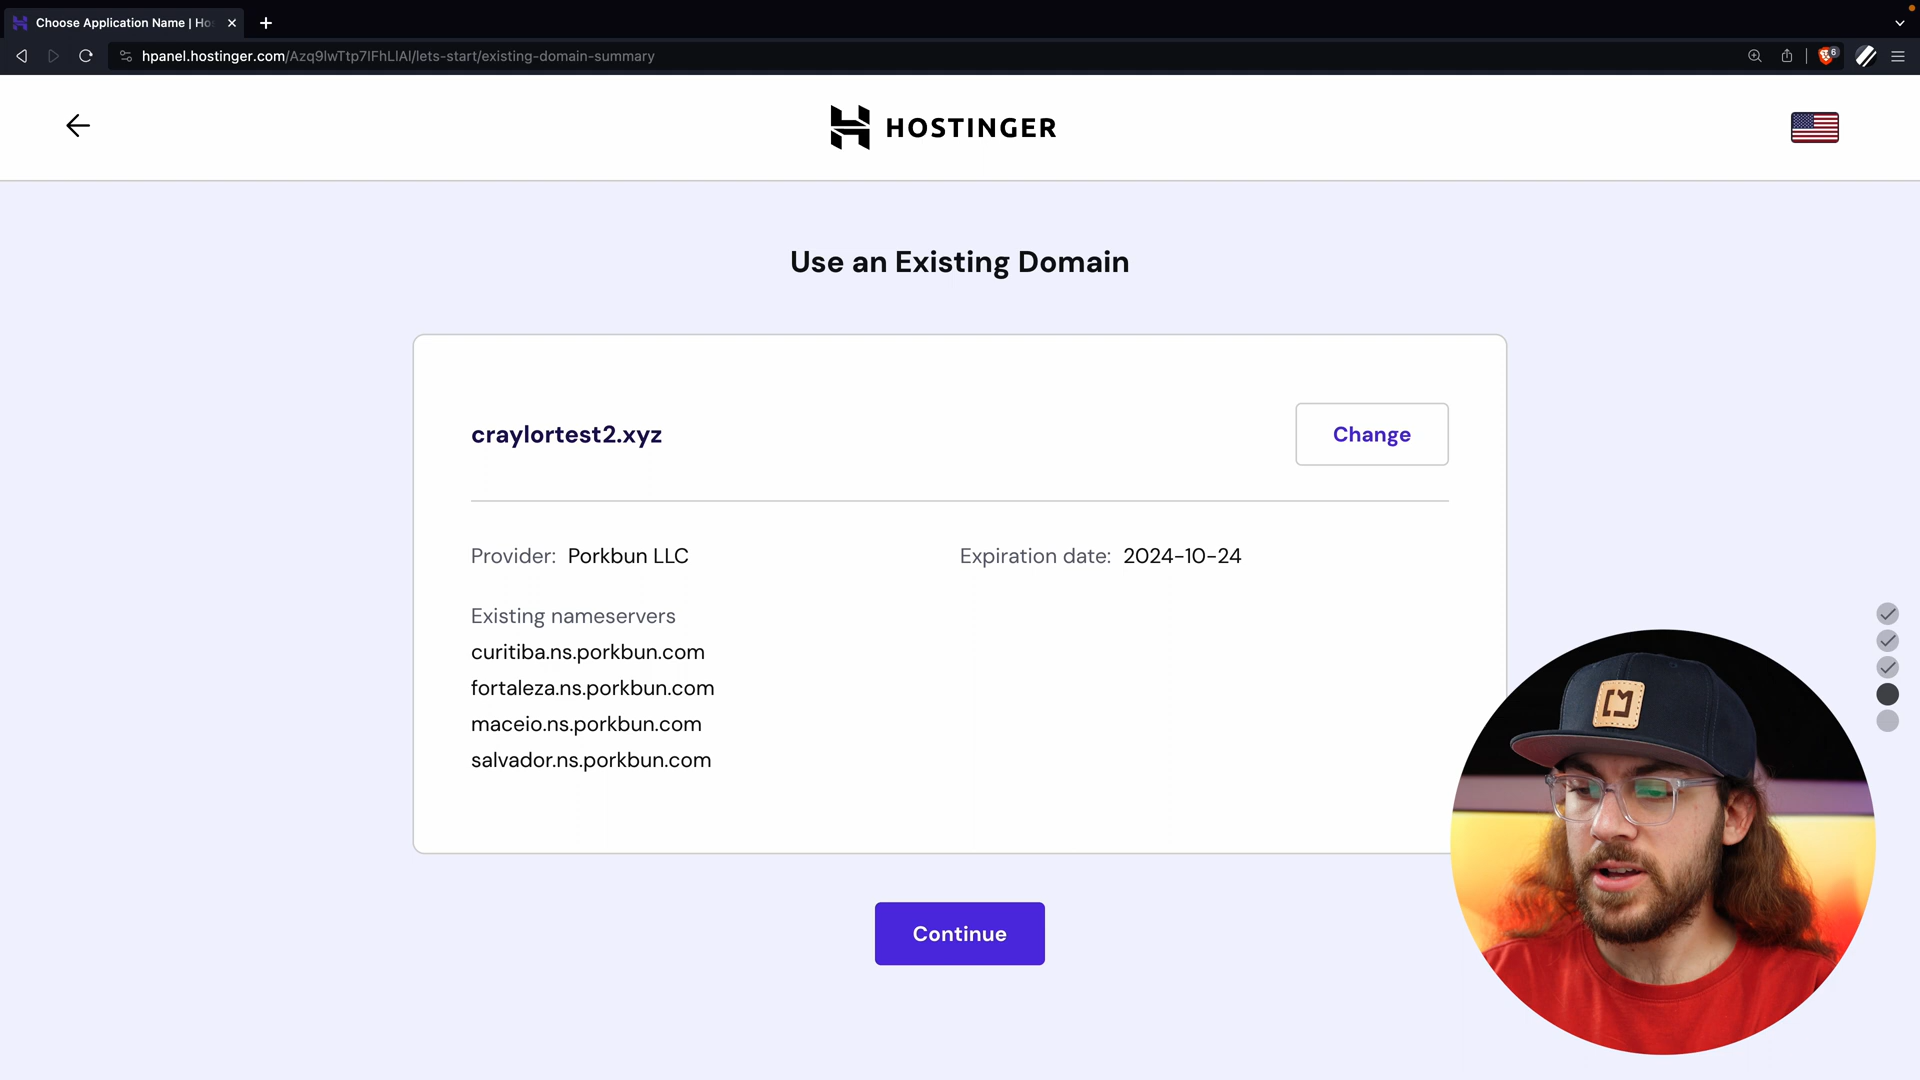 Choose Application Name | Ho
hpanel.hostinger.com/Azq9lwTtp7IFhLIAl/lets-start/existing-domain-summary
6
HOSTINGER
Use an Existing Domain
craylortest2.xyz
Change
Provider: Porkbun LLC
Expiration date: 2024-10-24
Existing nameservers
curitiba.ns.porkbun.com
fortaleza.ns.porkbun.com
maceio.ns.porkbun.com
salvador.ns.porkbun.com
Continue